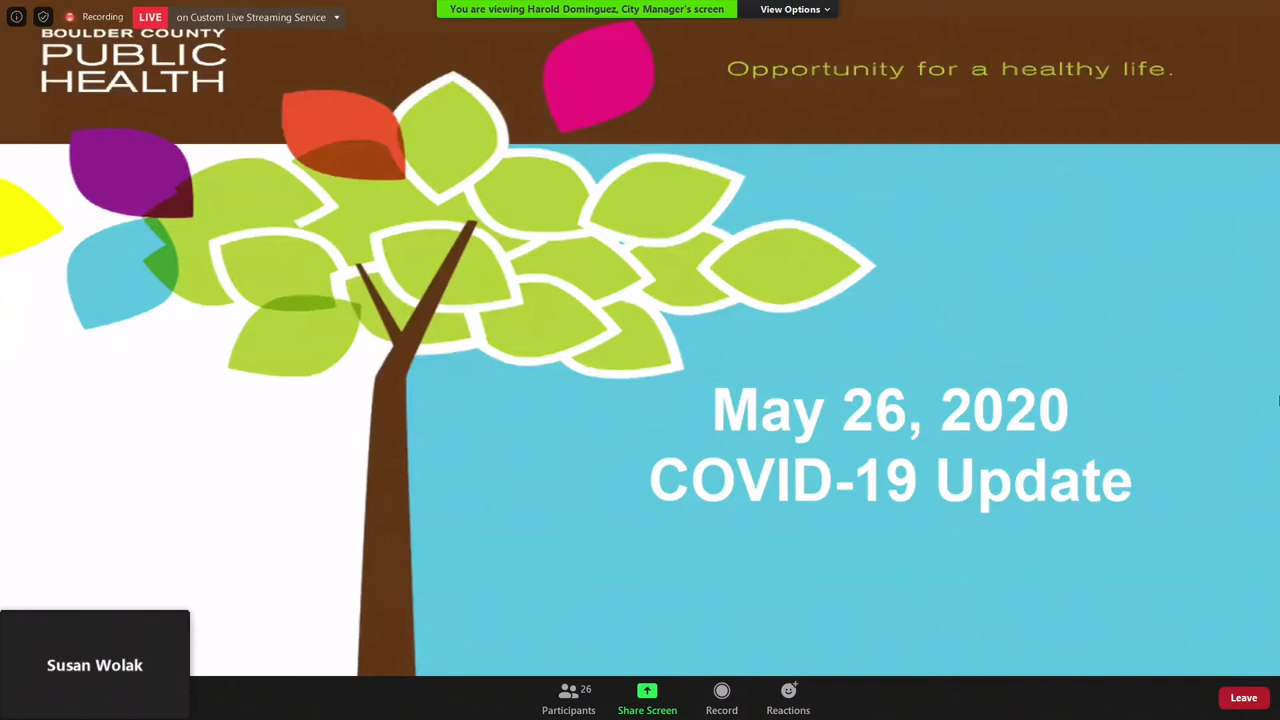 Recording
LIVE
on Custom Live Streaming Service
You are viewing Harold Dominguez, City Manager's screen
View Options
BOULDER COUNTY
PUBLIC
HEALTH
Opportunity for a healthy life.
May 26, 2020
COVID-19 Update
Susan Wolak
26
Participants
Share Screen
Record
Reactions
Leave